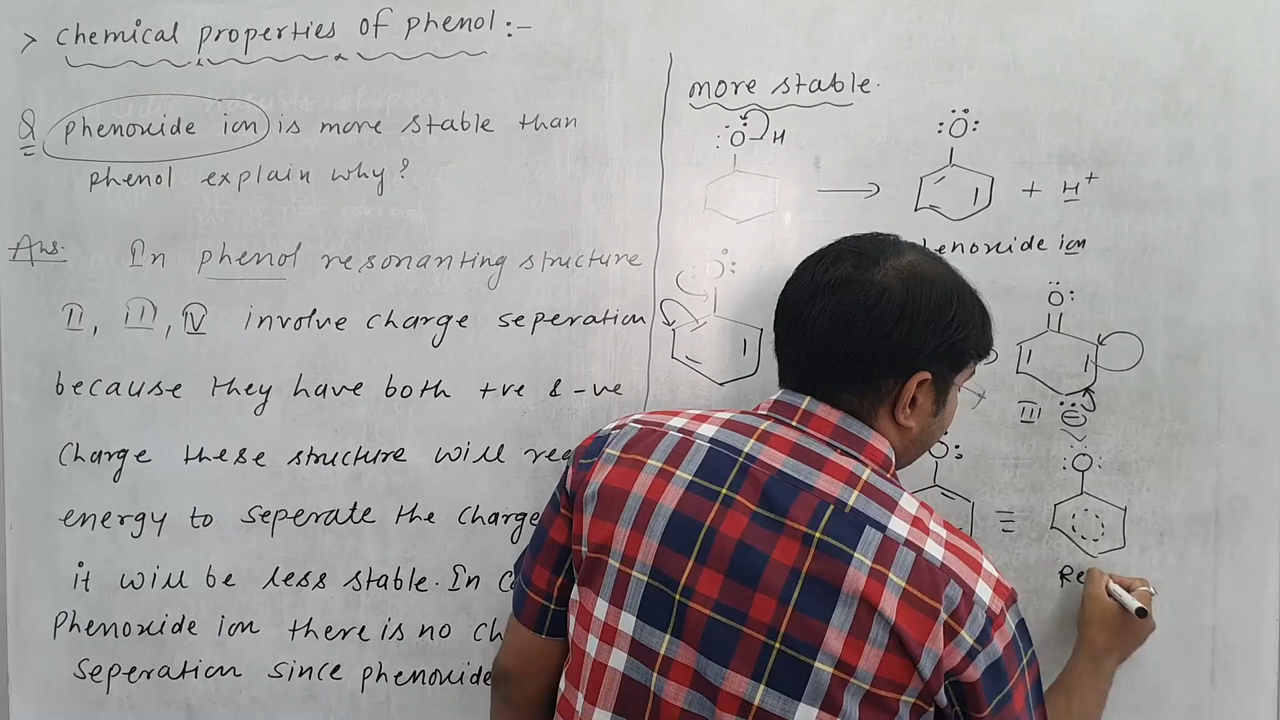 > Chemical properties of phenol :-
Q phenoxide ion is more stable than
phenol explain why?
Ans. In phenol resonanting structure
II, III, IV involve charge seperation
because they have both +ve & -ve
Charge these structure will
energy to seperate the charge
it will be less stable. In
Phenoxide ion there is no
seperation since phenoxide
more stable.
:Ö H
:Ö:
+ H+
ion
Ö:
Ö:
III
Ö:
≡
:Ö:
Re